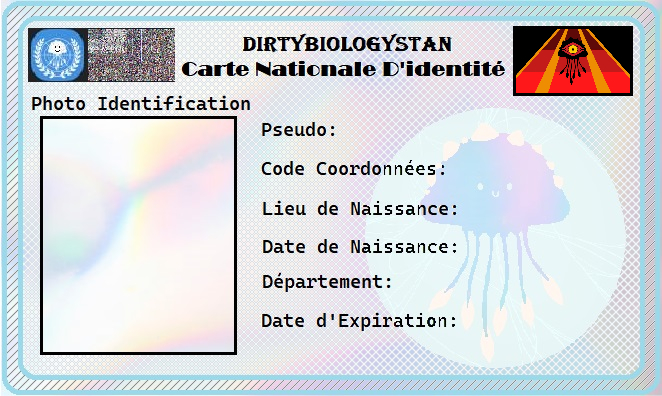 DIRTYBIOLOGYSTAN
Carte Nationale D'identité
Photo Identification
Pseudo:
Code Coordonnées:
Lieu de Naissance:
Date de Naissance:
Département:
Date d'Expiration: